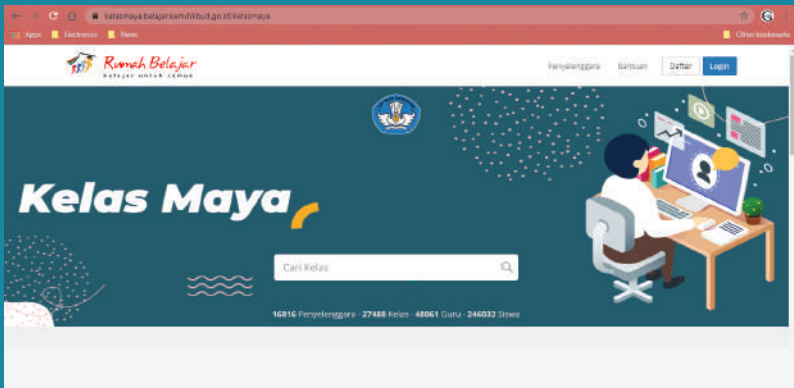 kelasmaya.belajar.kemdikbud.go.id/kelasmaya
Apps Electronics News Other bookmarks
Rumah Belajar
belajar untuk semua
Penyelenggara Bantuan Daftar Login
Kelas Maya
Cari Kelas
16816 Penyelenggara - 27488 Kelas - 48061 Guru - 246032 Siswa